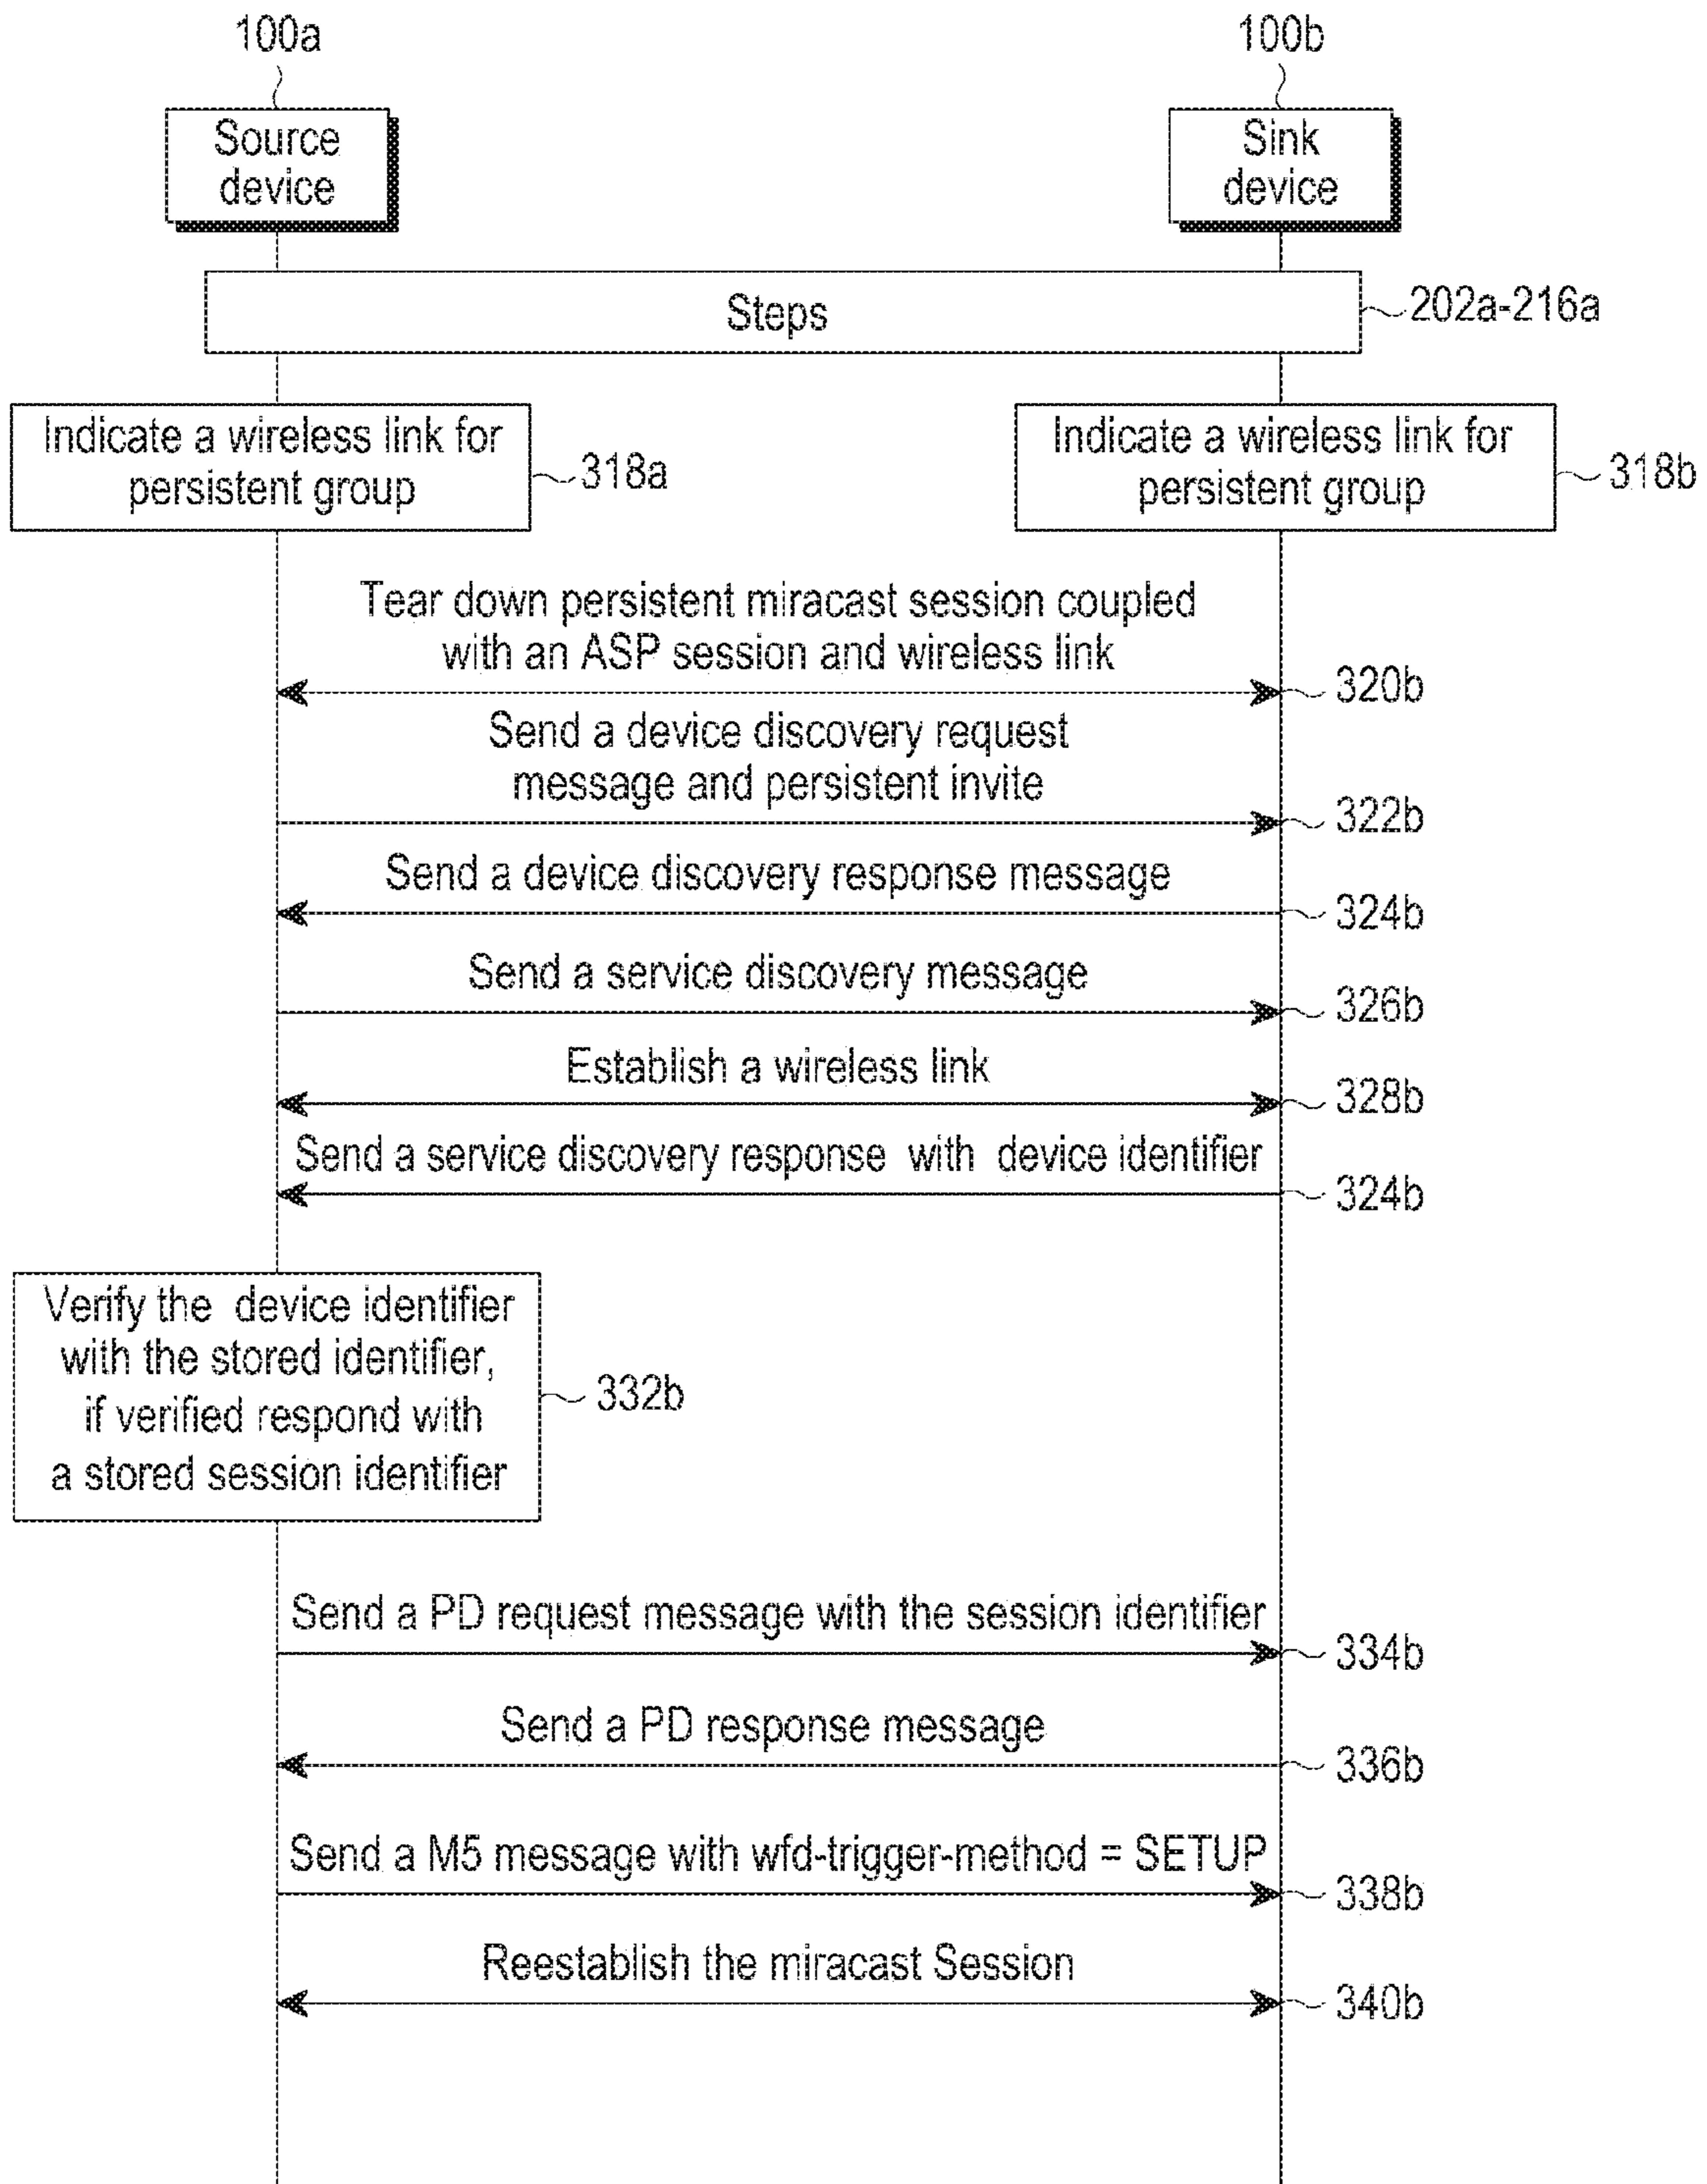 100a
100b
Source
device
Sink
device
Steps
202a-216a
Indicate a wireless link for
persistent group
318a
Indicate a wireless link for
persistent group
318b
Tear down persistent miracast session coupled
with an ASP session and wireless link
320b
Send a device discovery request
message and persistent invite
322b
Send a device discovery response message
324b
Send a service discovery message
326b
Establish a wireless link
328b
Send a service discovery response with device identifier
324b
Verify the device identifier
with the stored identifier,
if verified respond with
a stored session identifier
332b
Send a PD request message with the session identifier
334b
Send a PD response message
336b
Send a M5 message with wfd-trigger-method = SETUP
338b
Reestablish the miracast Session
340b